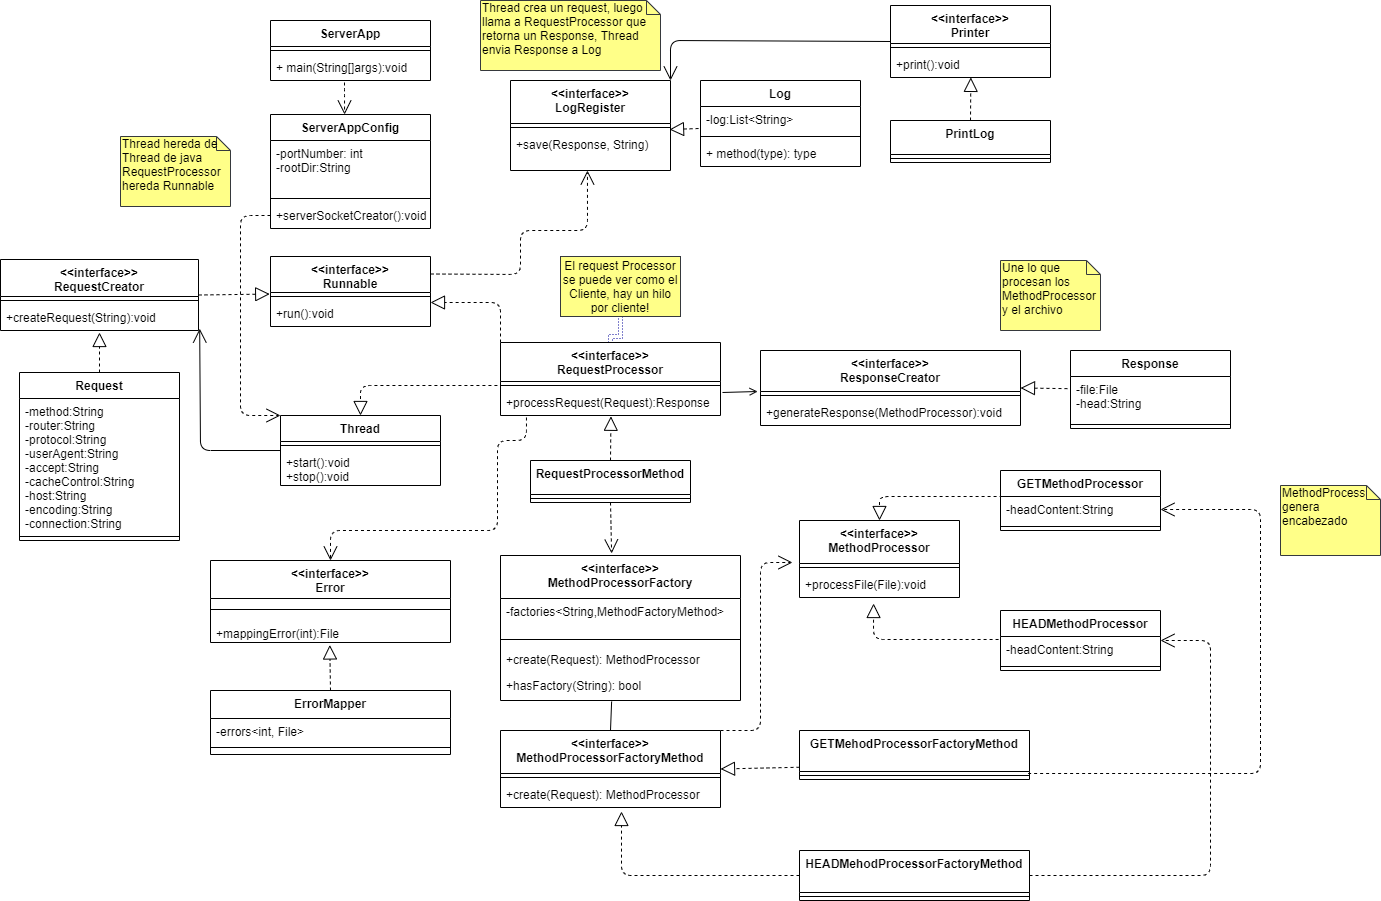 Thread crea un request, luego
llama a RequestProcessor que
retorna un Response, Thread
envia Response a Log
ServerApp
+ main(String[]args):void
<<interface>>
Printer
+print():void
<<interface>>
LogRegister
+save(Response, String)
Log
-log:List<String>
+ method(type): type
PrintLog
Thread hereda de
Thread de java
RequestProcessor
hereda Runnable
ServerAppConfig
-portNumber: int
-rootDir:String
+serverSocketCreator():void
<<interface>>
RequestCreator
+createRequest(String):void
<<interface>>
Runnable
+run():void
El request Processor
se puede ver como el
Cliente, hay un hilo
por cliente!
Une lo que
procesan los
MethodProcessor
y el archivo
Request
-method:String
-router:String
-protocol:String
-userAgent:String
-accept:String
-cacheControl:String
-host:String
-encoding:String
-connection:String
<<interface>>
RequestProcessor
+processRequest(Request):Response
<<interface>>
ResponseCreator
+generateResponse(MethodProcessor):void
Response
-file:File
-head:String
Thread
+start():void
+stop():void
RequestProcessorMethod
GETMethodProcessor
-headContent:String
MethodProcess
genera
encabezado
<<interface>>
MethodProcessor
+processFile(File):void
<<interface>>
Error
+mappingError(int):File
<<interface>>
MethodProcessorFactory
-factories<String,MethodFactoryMethod>
+create(Request): MethodProcessor
+hasFactory(String): bool
HEADMethodProcessor
-headContent:String
ErrorMapper
-errors<int, File>
<<interface>>
MethodProcessorFactoryMethod
+create(Request): MethodProcessor
GETMehodProcessorFactoryMethod
HEADMehodProcessorFactoryMethod